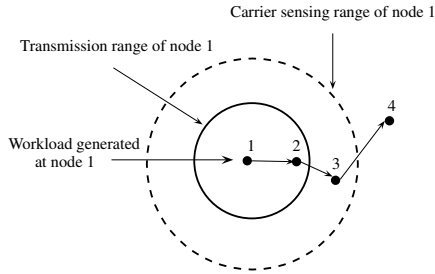 Carrier sensing range of node 1
Transmission range of node 1
4
Workload generated
at node 1
1
2
3